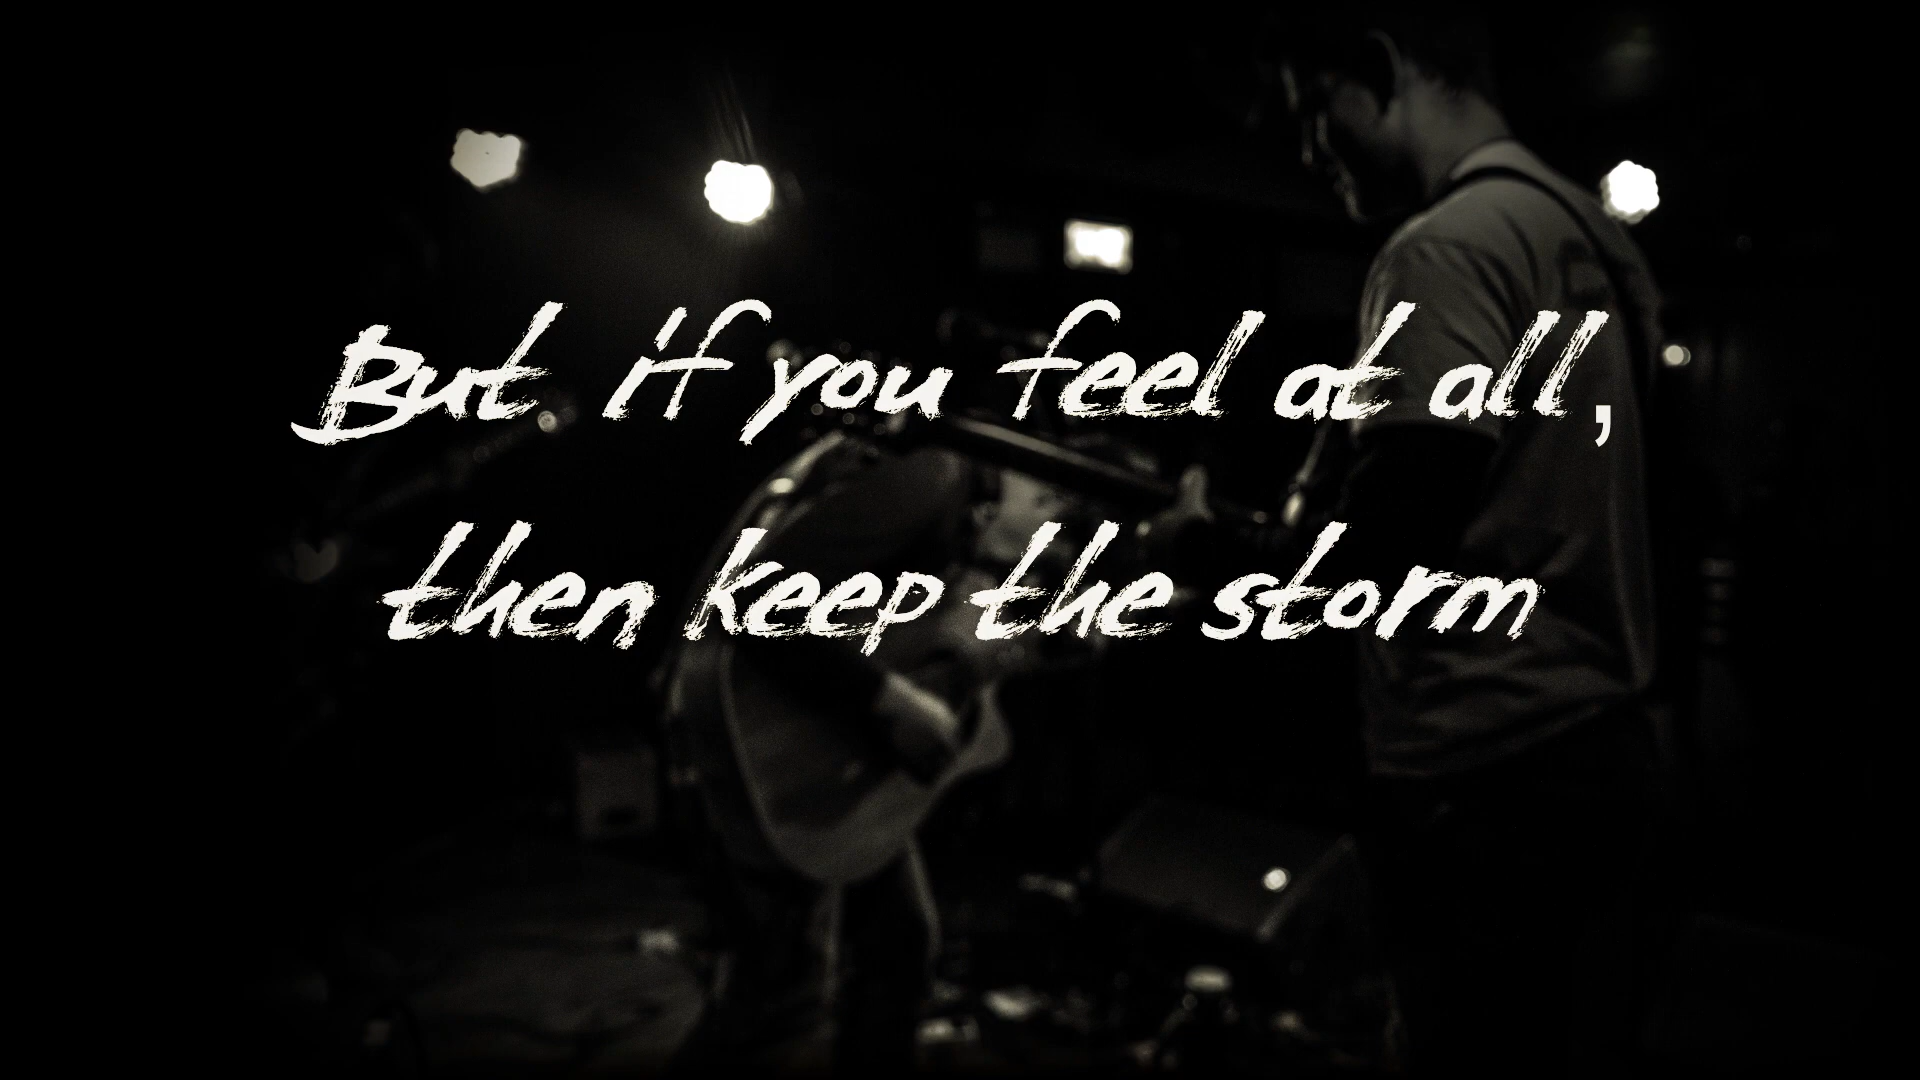 But if you feel at all,
then keep the storm